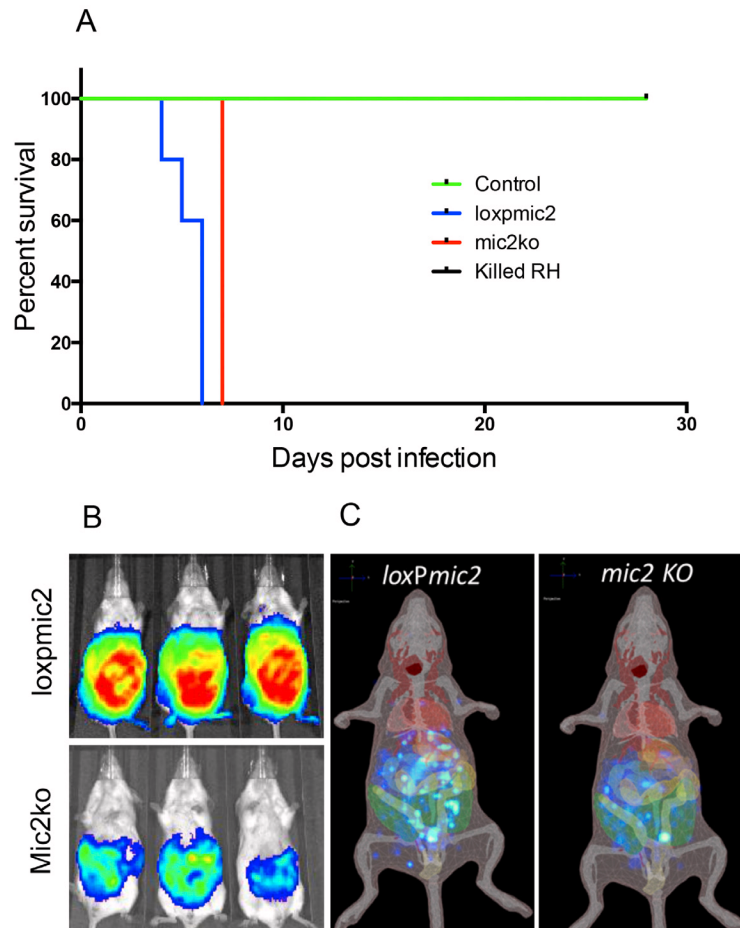 A
Percent survival
100
80
60
40
20
0
0
10
20
30
Days post infection
Control
loxpmic2
mic2ko
Killed RH
B
C
loxpmic2
Mic2ko
loxPmic2
mic2 KO
Perspective